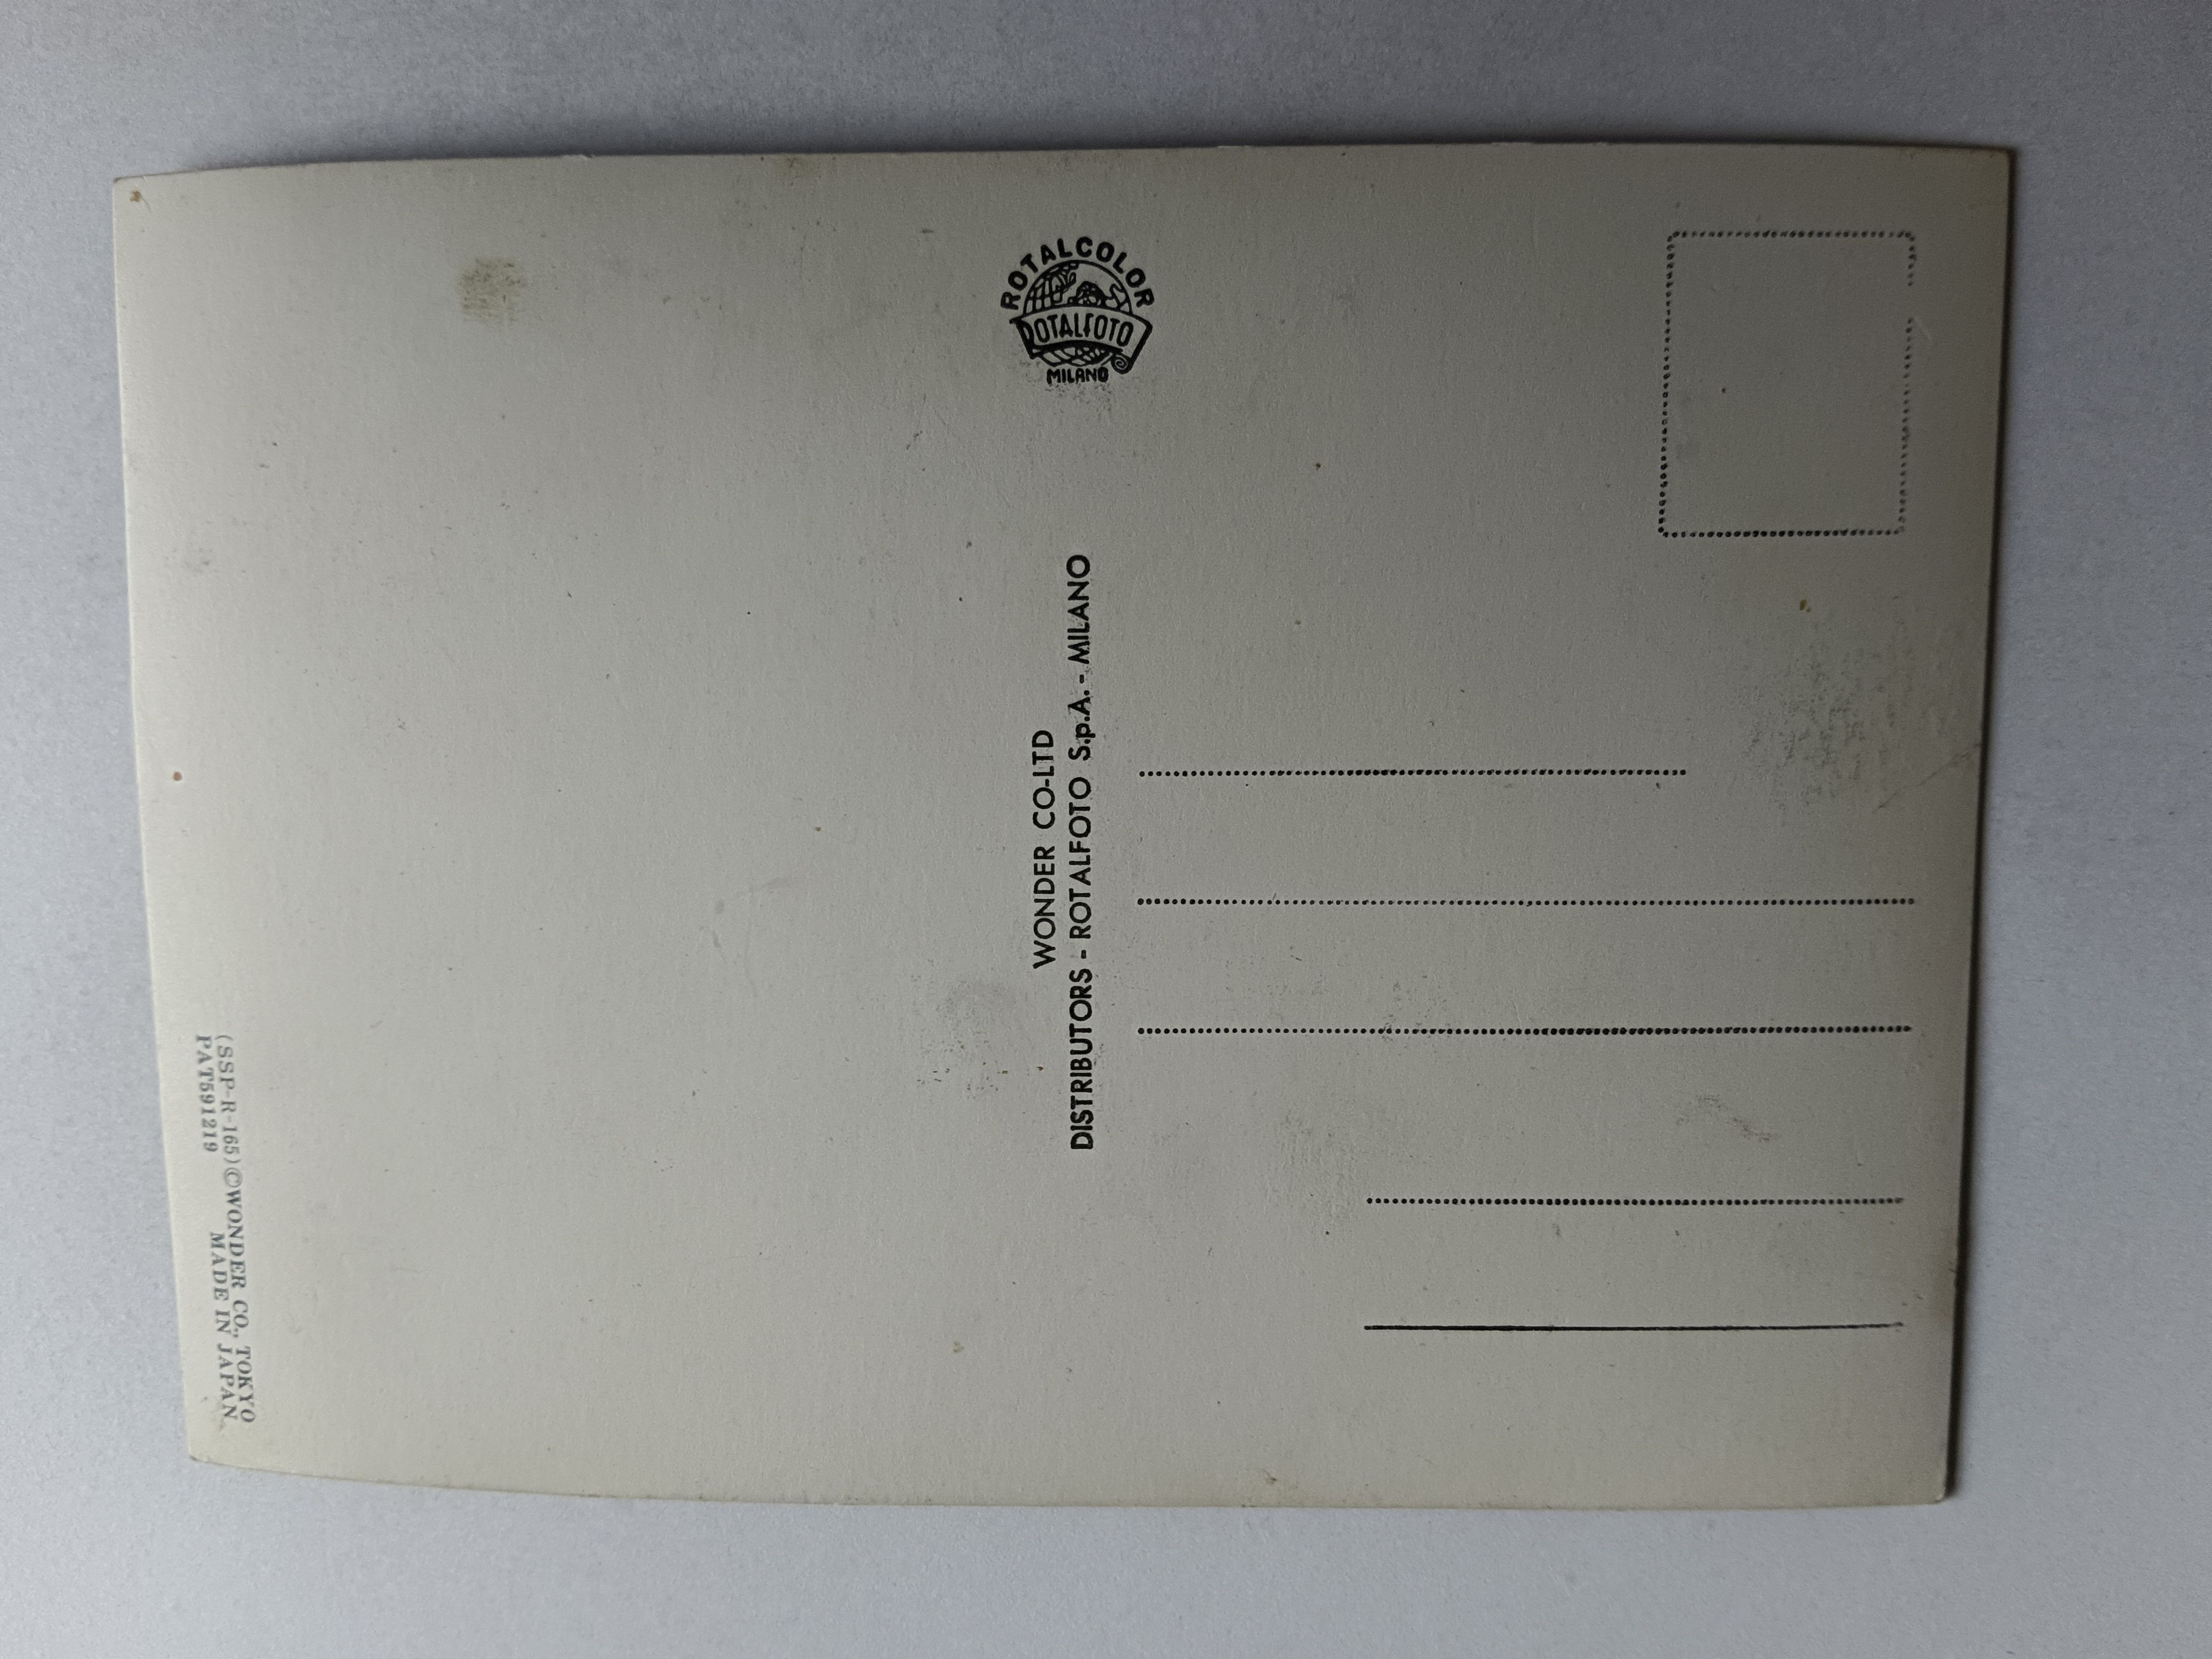 ROTALCOLOR
ROTALFOTO
MILANO
WONDER CO-LTD
DISTRIBUTORS - ROTALFOTO S.p.A. - MILANO
(SSP-R-165)©WONDER CO., TOKYO
PAT591219 MADE IN JAPAN